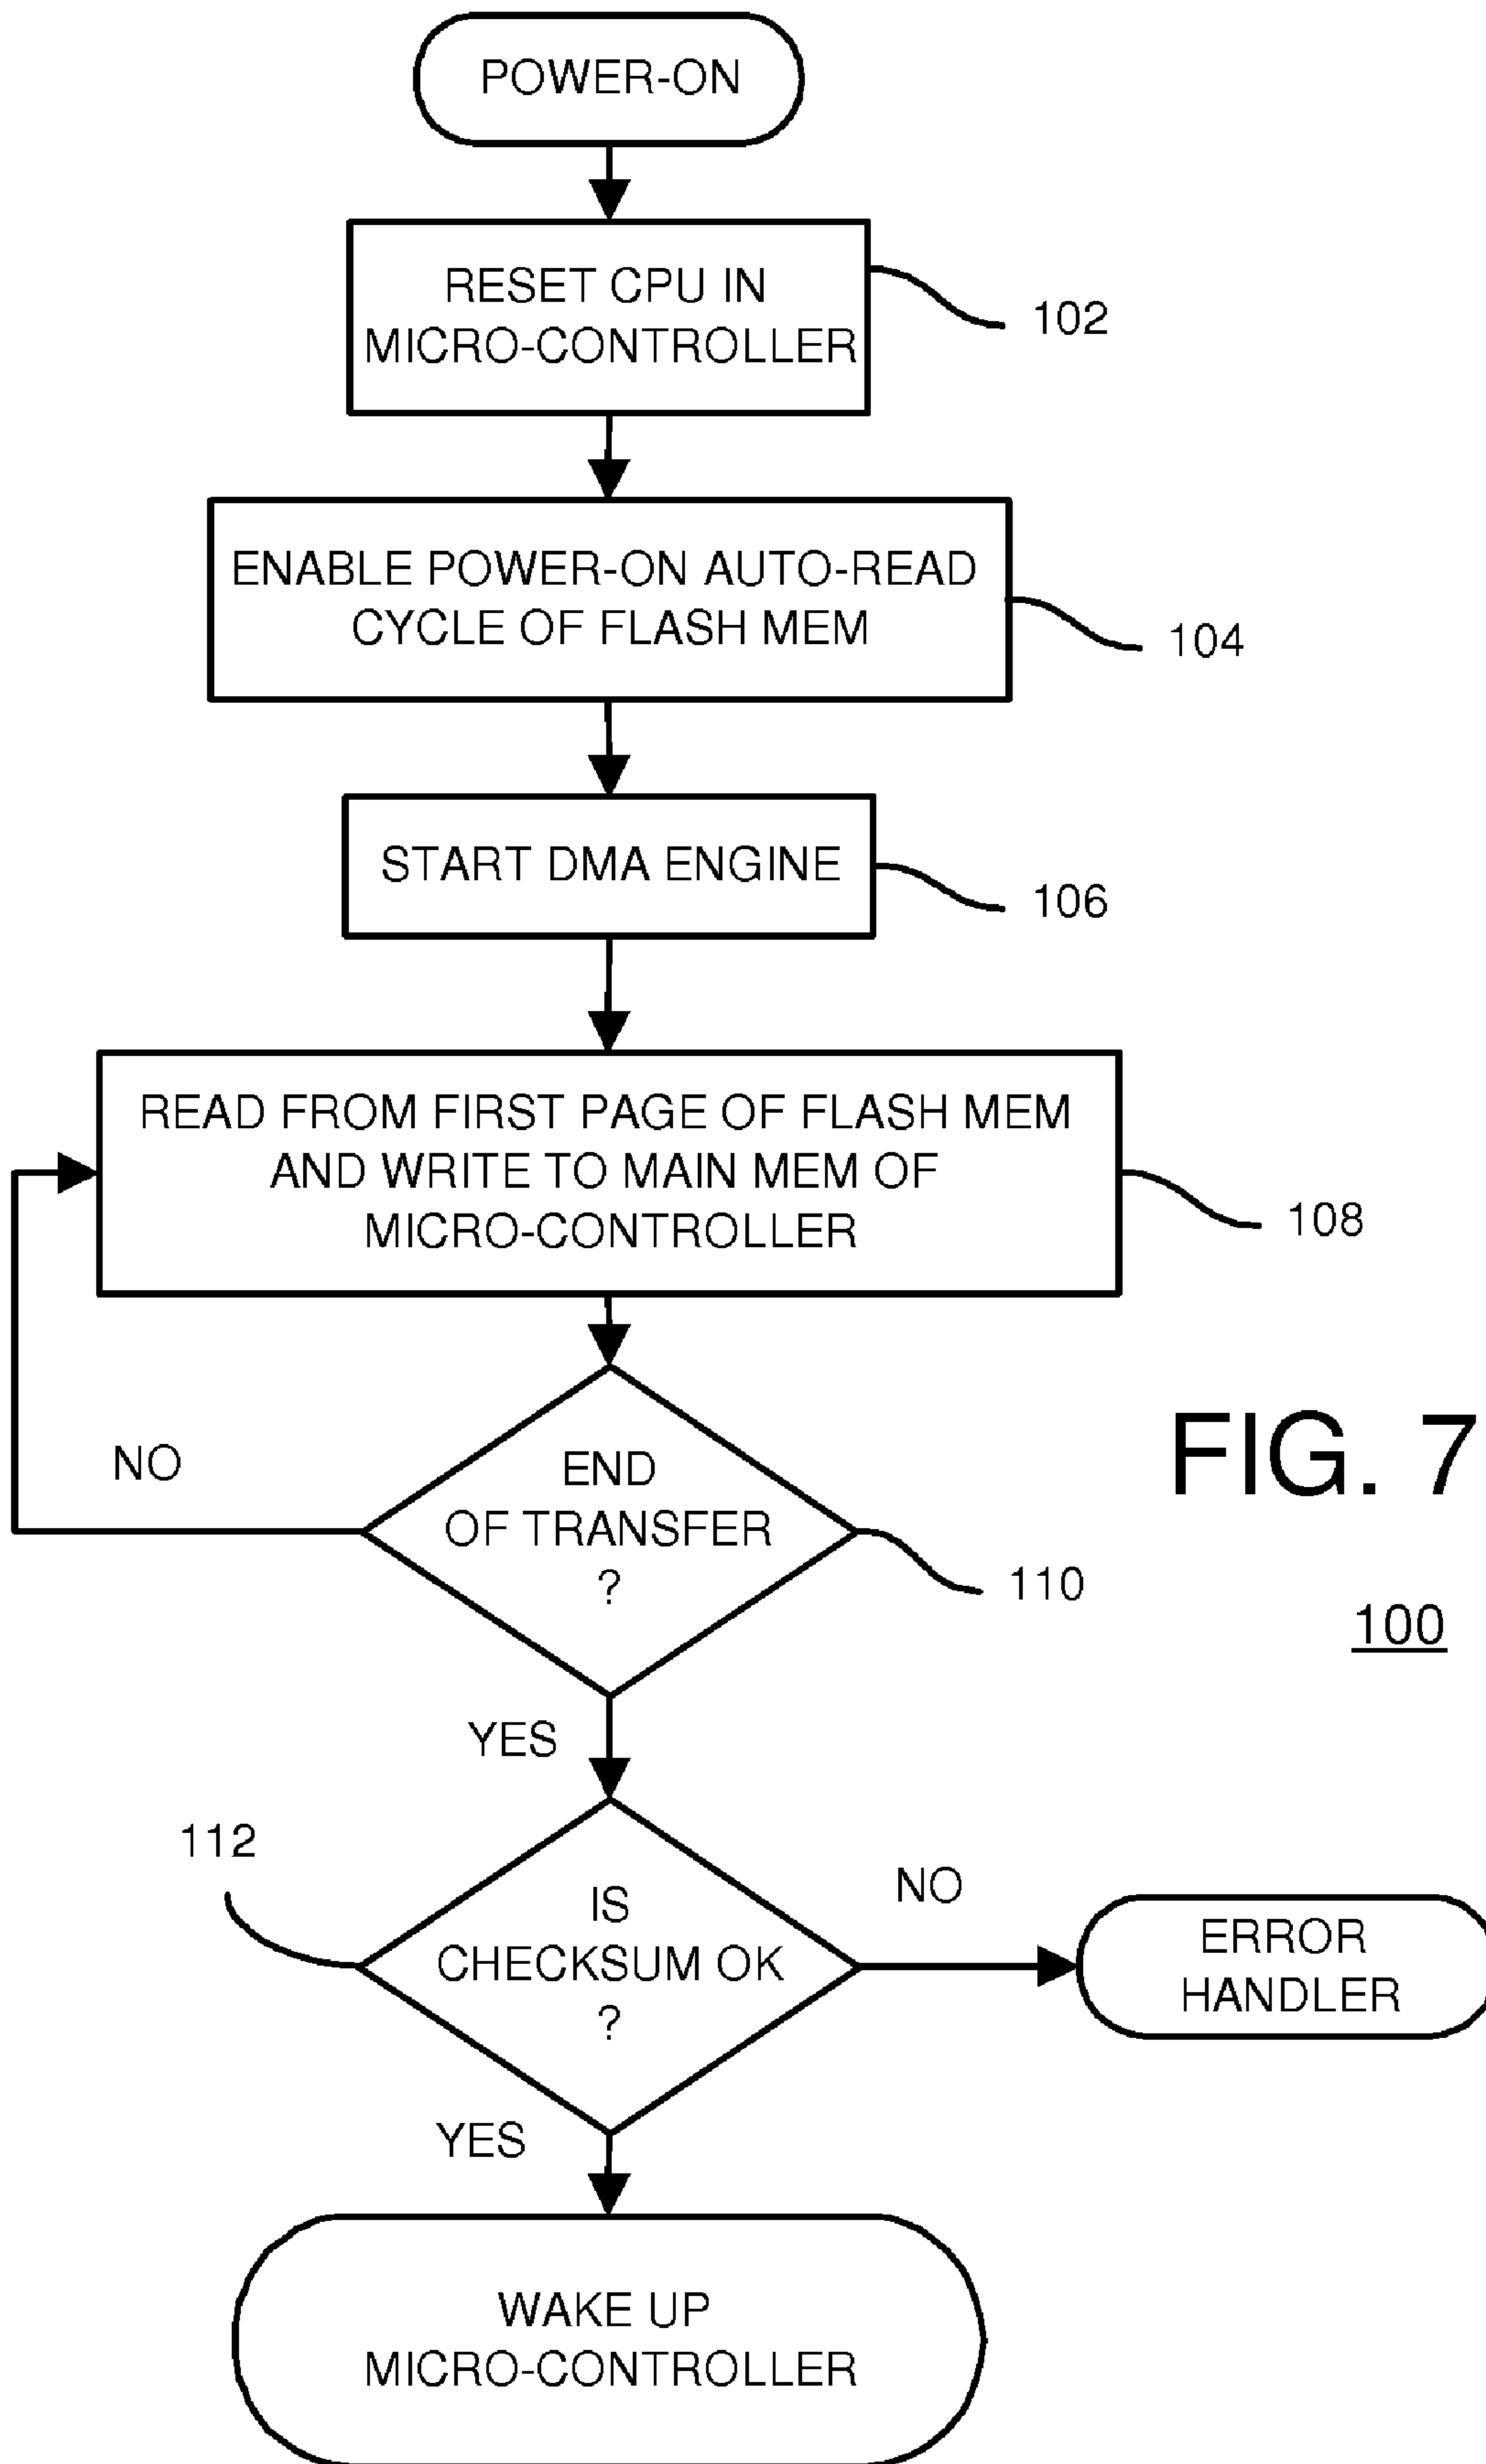 POWER-ON
RESET CPU IN
MICRO-CONTROLLER
102
ENABLE POWER-ON AUTO-READ
CYCLE OF FLASH MEM
104
START DMA ENGINE
106
READ FROM FIRST PAGE OF FLASH MEM
AND WRITE TO MAIN MEM OF
MICRO-CONTROLLER
108
NO
END
OF TRANSFER
?
110
FIG. 7
100
YES
112
IS
CHECKSUM OK
?
NO
ERROR
HANDLER
YES
WAKE UP
MICRO-CONTROLLER